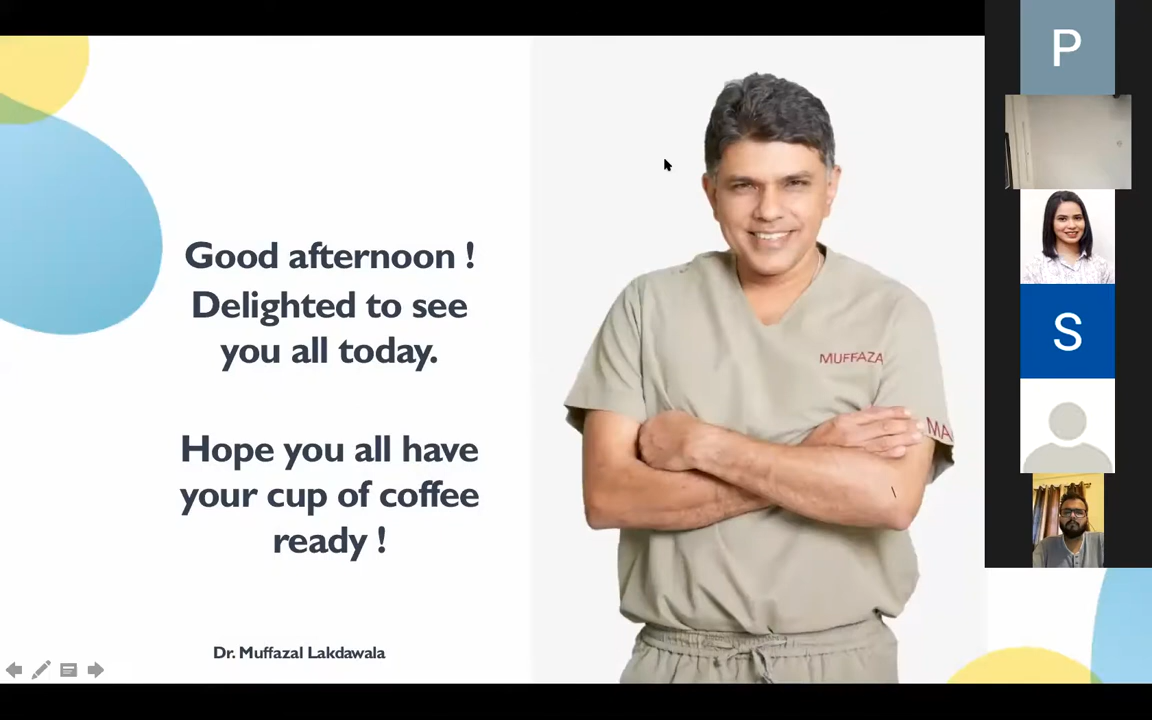 Good afternoon !
Delighted to see
you all today.
Hope you all have
your cup of coffee
ready !
Dr. Muffazal Lakdawala
MUFFAZA
MA
P
S